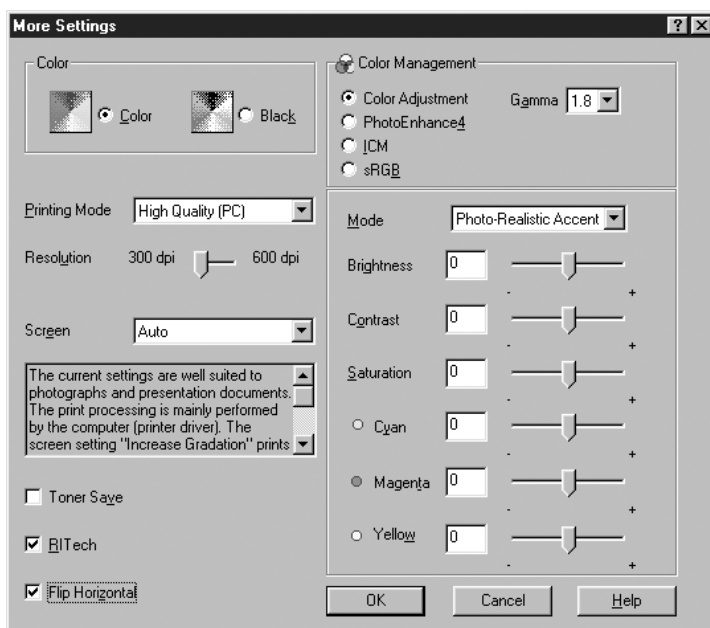 More Settings
Color
Color
Black
Printing Mode High Quality (PC)
Resolution 300 dpi 600 dpi
Screen Auto
The current settings are well suited to
photographs and presentation documents.
The print processing is mainly performed
by the computer (printer driver). The
screen setting "Increase Gradation" prints
Toner Save
RITech
Flip Horizontal
Color Management
Color Adjustment
Gamma 1.8
PhotoEnhance4
ICM
sRGB
Mode Photo-Realistic Accent
Brightness 0
- +
Contrast 0
- +
Saturation 0
- +
Cyan 0
- +
Magenta 0
- +
Yellow 0
- +
OK Cancel Help